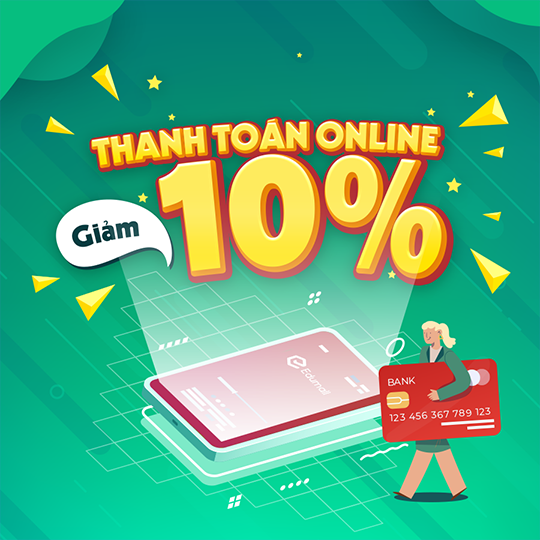 THANH TOÁN ONLINE
Giảm
10%
Edumall
BANK
123 456 367 789 123